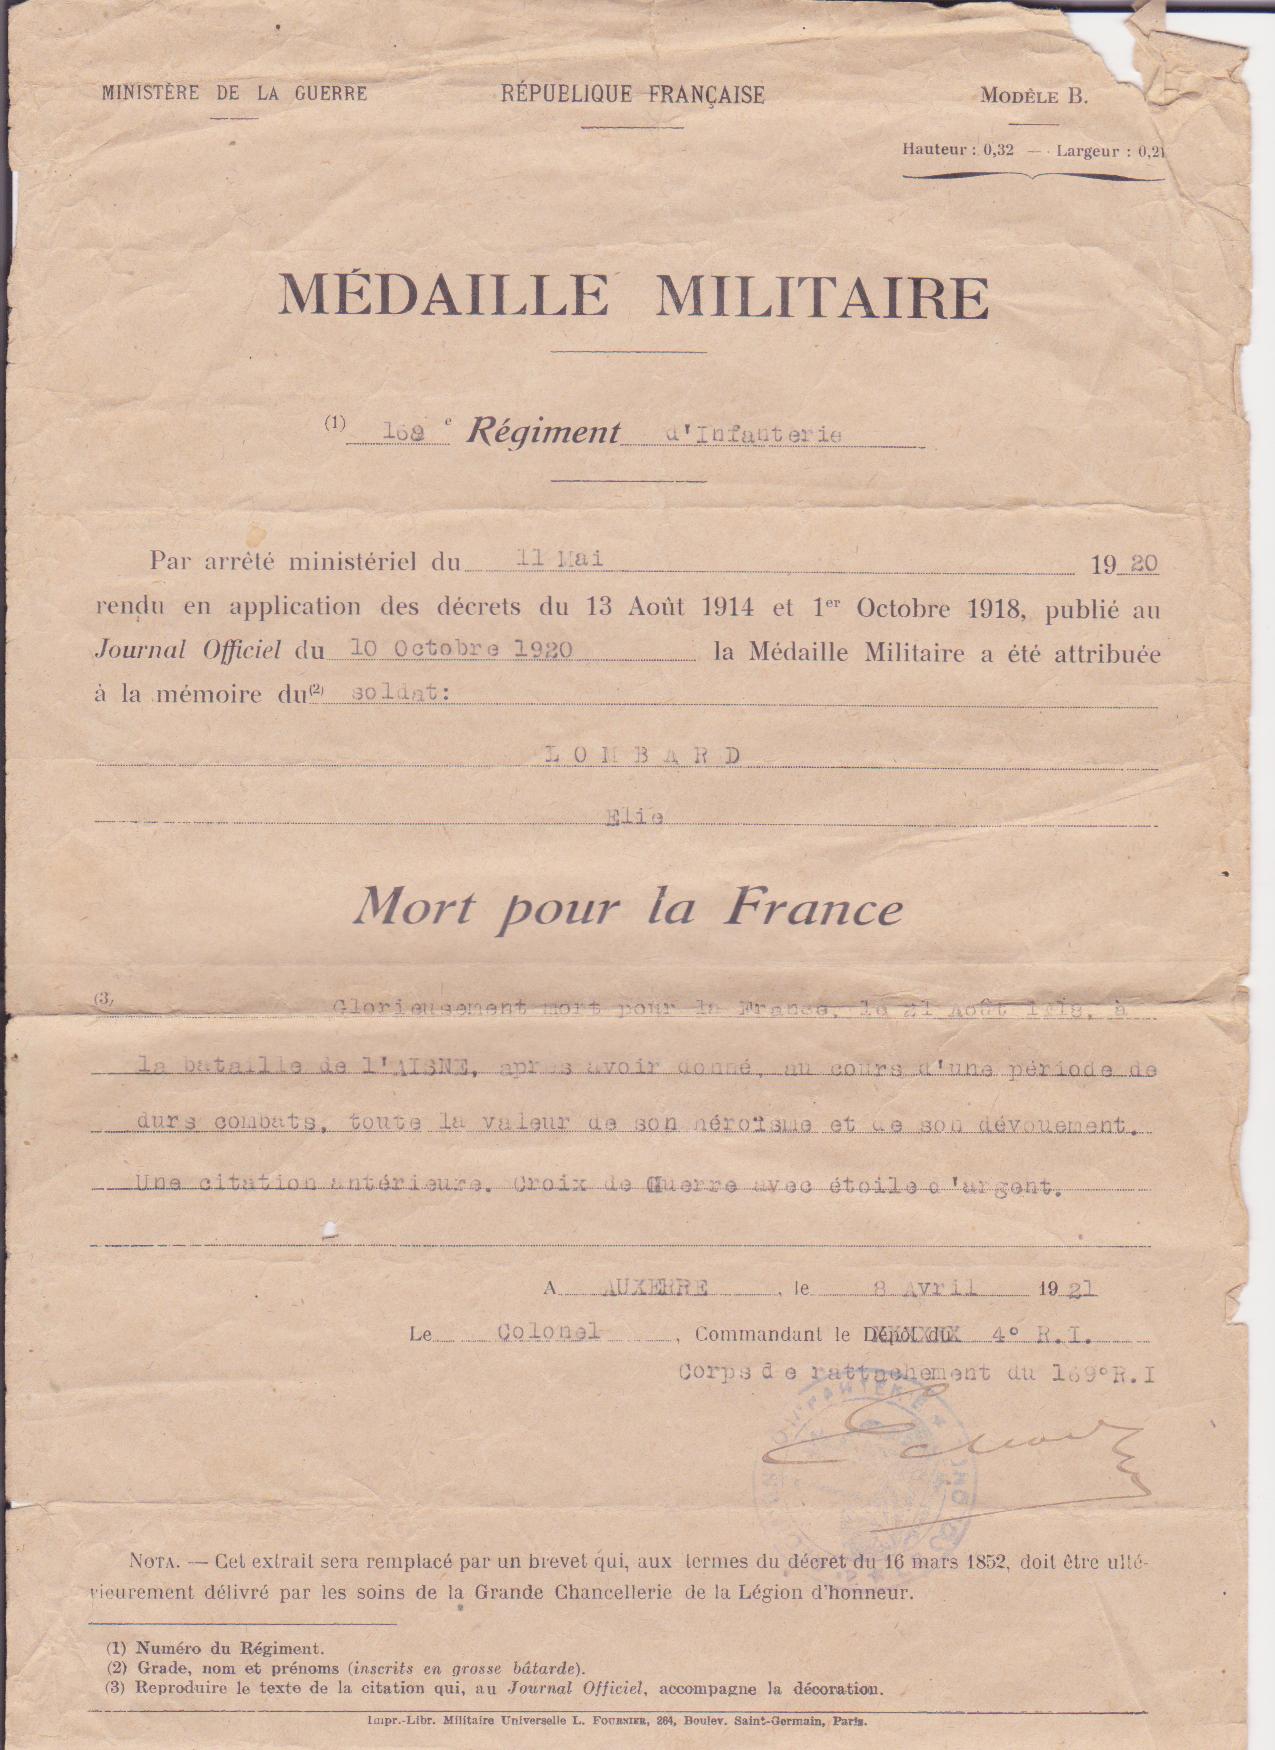 MINISTÈRE DE LA GUERRE
RÉPUBLIQUE FRANÇAISE
MODÈLE B.
Hauteur : 0,32 — Largeur : 0,21
MÉDAILLE MILITAIRE
(1) 169 e Régiment d'Infanterie
Par arrêté ministériel du 11 Mai 1920
rendu en application des décrets du 13 Août 1914 et 1er Octobre 1918, publié au
Journal Officiel du 10 Octobre 1920 la Médaille Militaire a été attribuée
à la mémoire du (2) soldat:
LOMBARD
Elie
Mort pour la France
(3) Glorieusement mort pour la France, le 21 Août 1918, à
la bataille de l'AISNE, après avoir donné, au cours d'une période de
durs combats, toute la valeur de son héroïsme et de son dévouement.
Une citation antérieure. Croix de Guerre avec étoile d'argent.
A AUXERRE, le 8 Avril 1921
Le Colonel, Commandant le Dépôt du 4° R.I.
Corps de rattachement du 169° R.I
NOTA. — Cet extrait sera remplacé par un brevet qui, aux termes du décret du 16 mars 1852, doit être ulté-
rieurement délivré par les soins de la Grande Chancellerie de la Légion d'honneur.
(1) Numéro du Régiment.
(2) Grade, nom et prénoms (inscrits en grosse bâtarde).
(3) Reproduire le texte de la citation qui, au Journal Officiel, accompagne la décoration.
Impr.-Libr. Militaire Universelle L. FOURNIER, 264, Boulev. Saint-Germain, Paris.